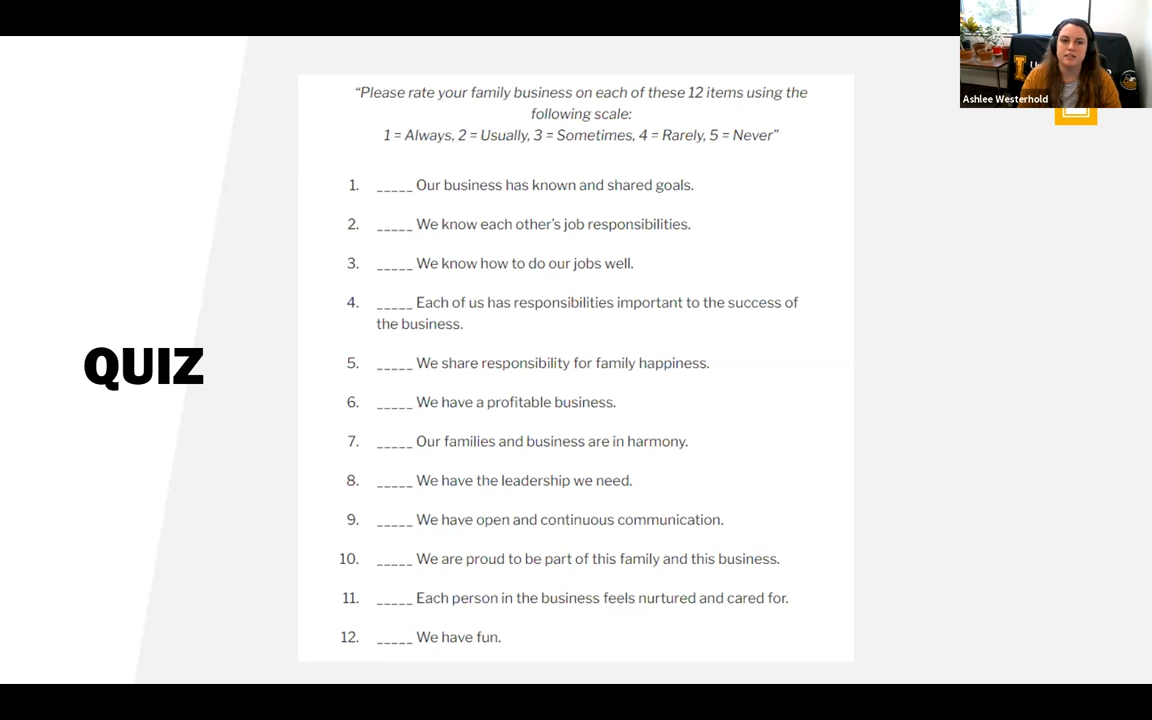 Ashlee Westerhold
“Please rate your family business on each of these 12 items using the
following scale:
1 = Always, 2 = Usually, 3 = Sometimes, 4 = Rarely, 5 = Never”
1. _____ Our business has known and shared goals.
2. _____ We know each other’s job responsibilities.
3. _____ We know how to do our jobs well.
4. _____ Each of us has responsibilities important to the success of
the business.
QUIZ
5. _____ We share responsibility for family happiness.
6. _____ We have a profitable business.
7. _____ Our families and business are in harmony.
8. _____ We have the leadership we need.
9. _____ We have open and continuous communication.
10. _____ We are proud to be part of this family and this business.
11. _____ Each person in the business feels nurtured and cared for.
12. _____ We have fun.